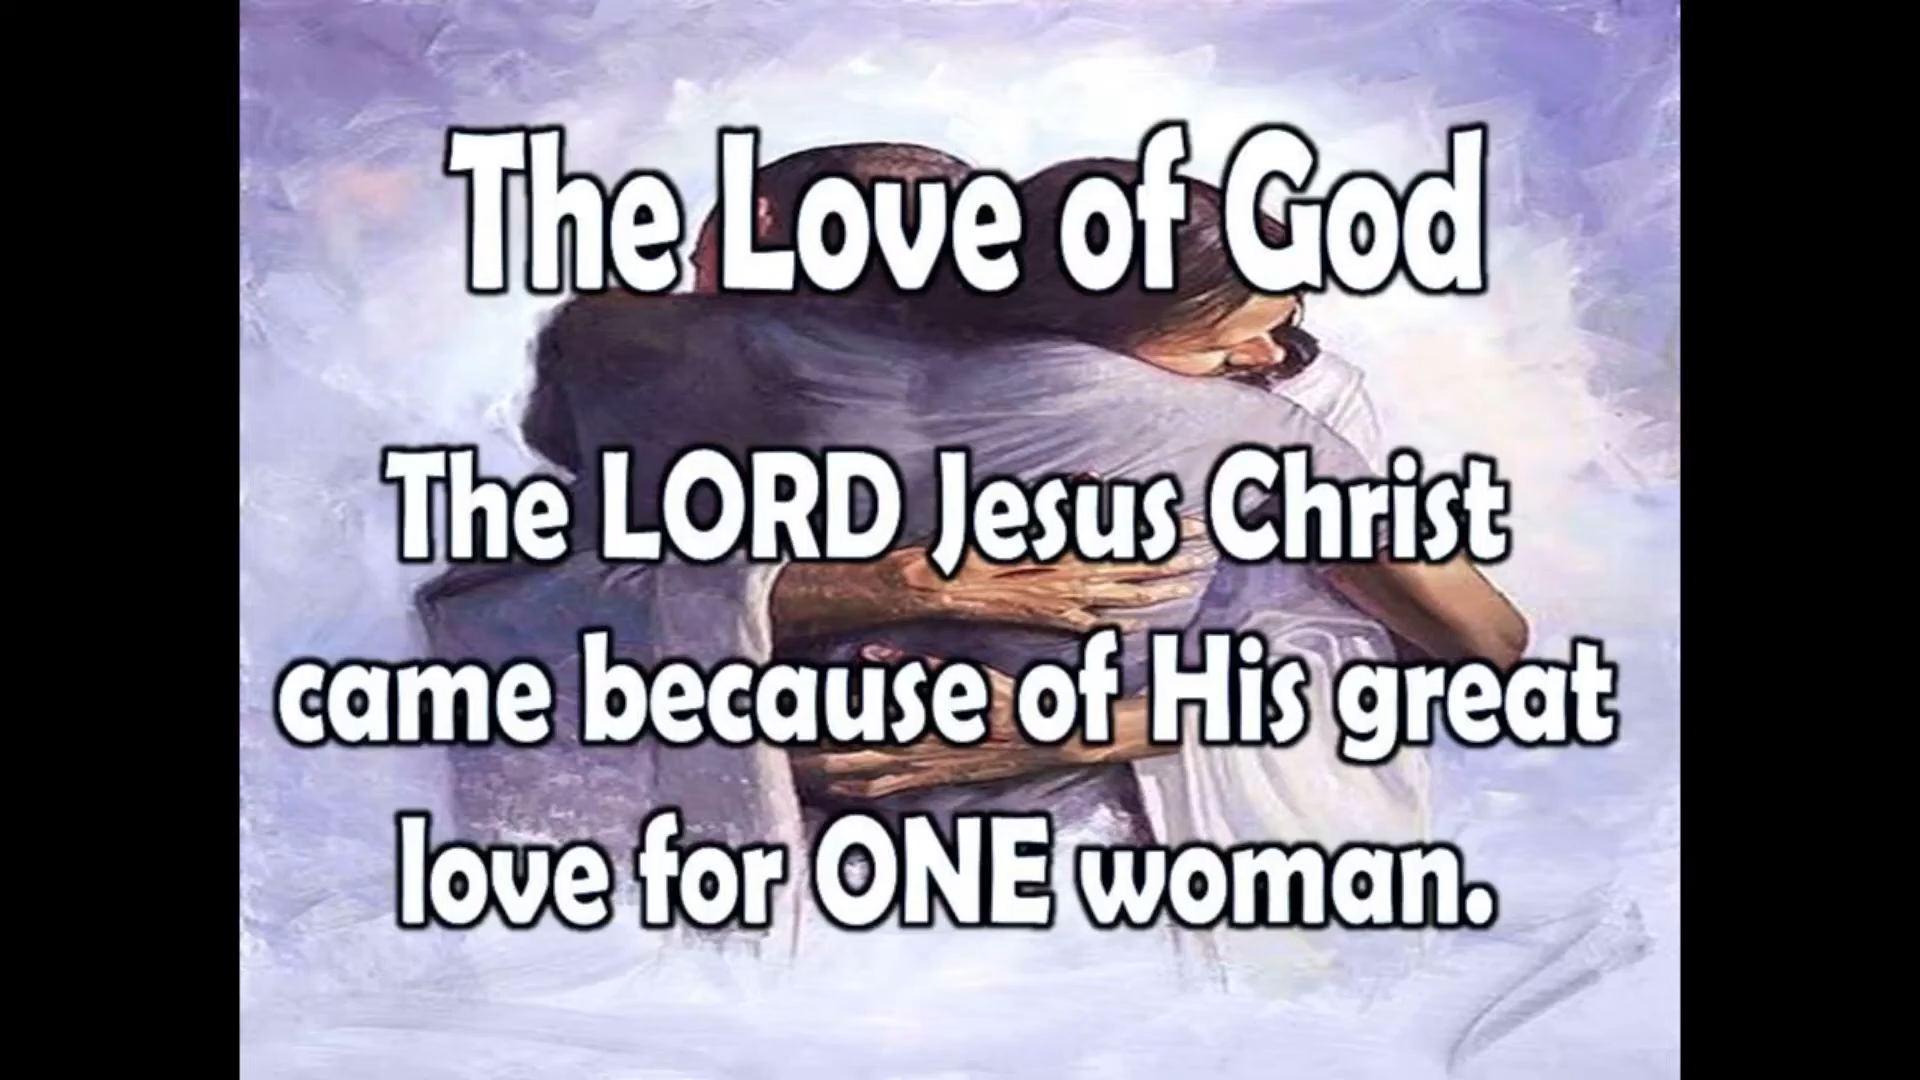 The Love of God
The LORD Jesus Christ
came because of His great
love for ONE woman.